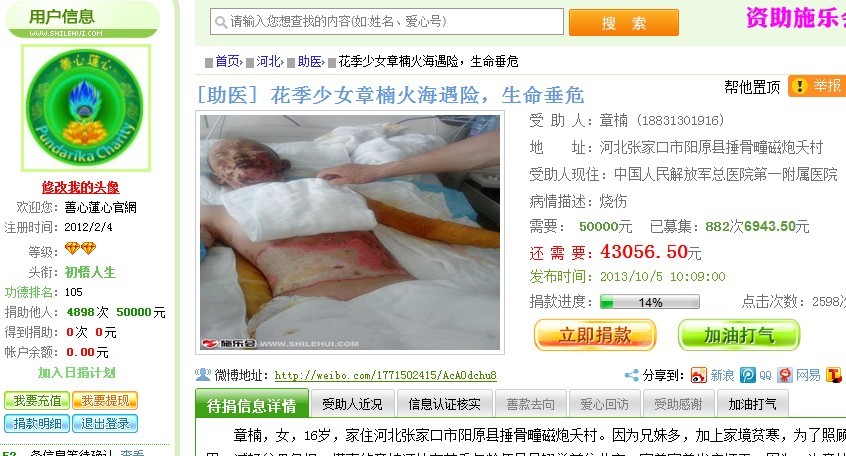 用户信息
WWW.SHILEHUI.COM
善心蓮心
Pundarika Charity
修改我的头像
欢迎您：善心蓮心官網
注册时间：2012/2/4
等级：
头衔：初悟人生
功德排名：105
捐助他人：4898次 50000元
得到捐助：0次 0元
帐户余额：0.00元
加入日捐计划
我要充值 我要提现
捐款明细 退出登录
52 条信息等待确认 查看
请输入您想查找的内容(如:姓名、爱心号)
搜 索
资助施乐会
首页› 河北› 助医› 花季少女章楠火海遇险，生命垂危
帮他置顶
举报
[助医] 花季少女章楠火海遇险，生命垂危
施乐会 WWW.SHILEHUI.COM
受 助 人：章楠 (18831301916)
地 址：河北张家口市阳原县捶骨疃磁炮夭村
受助人现住：中国人民解放军总医院第一附属医院
病情描述：烧伤
需要： 50000元 已募集：882次6943.50元
还 需 要：43056.50元
发布时间：2013/10/5 10:09:00
捐款进度： 14% 点击次数：2598
立即捐款 加油打气
微博地址：http://weibo.com/1771502415/AcAOdchu8
分享到： 新浪 QQ 网易
待捐信息详情 受助人近况 信息认证核实 善款去向 爱心回访 受助感谢 加油打气
章楠，女，16岁，家住河北张家口市阳原县捶骨疃磁炮夭村。因为兄妹多，加上家境贫寒，为了照顾